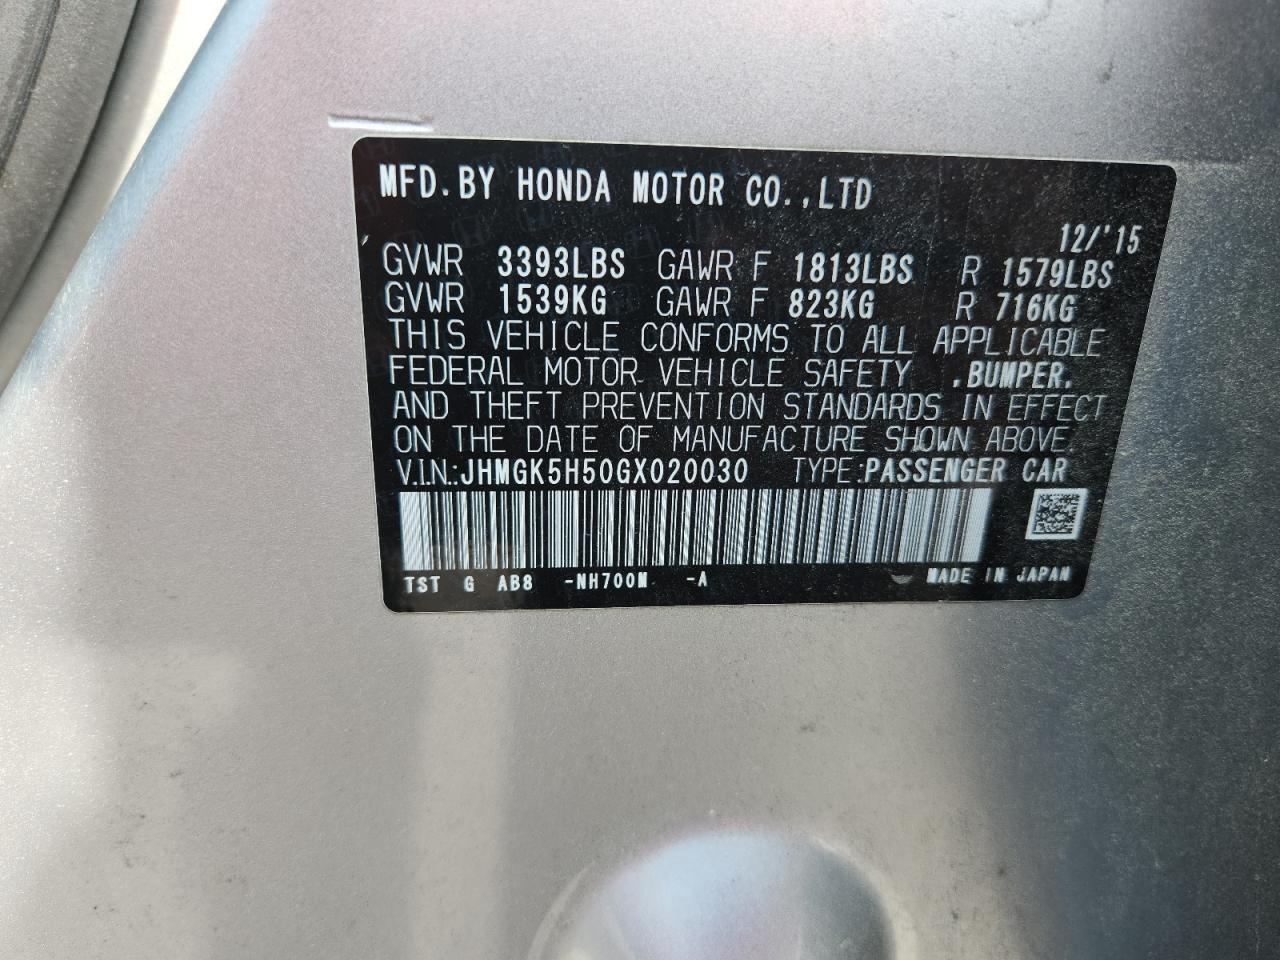 MFD.BY HONDA MOTOR CO.,LTD
12/'15
GVWR 3393LBS GAWR F 1813LBS R 1579LBS
GVWR 1539KG GAWR F 823KG R 716KG
THIS VEHICLE CONFORMS TO ALL APPLICABLE
FEDERAL MOTOR VEHICLE SAFETY ,BUMPER,
AND THEFT PREVENTION STANDARDS IN EFFECT
ON THE DATE OF MANUFACTURE SHOWN ABOVE.
V.I.N.:JHMGK5H50GX020030 TYPE:PASSENGER CAR
TST G AB8 -NH700M -A MADE IN JAPAN